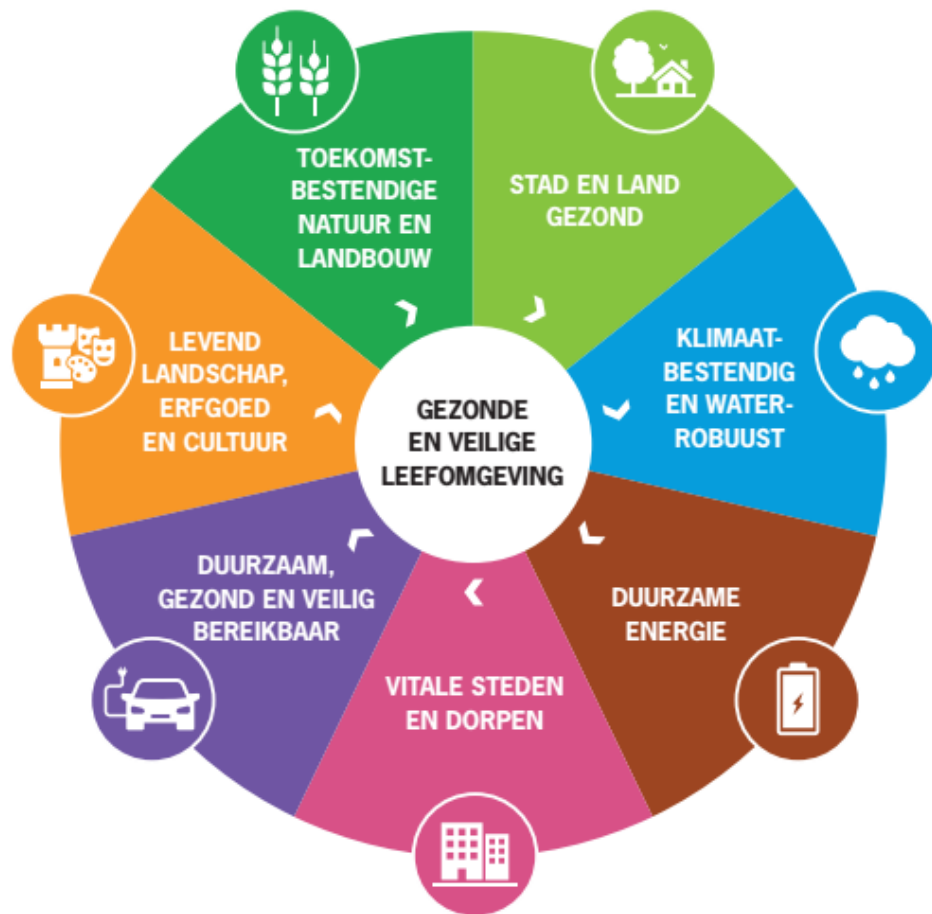 TOEKOMST-
BESTENDIGE
NATUUR EN
LANDBOUW
STAD EN LAND
GEZOND
KLIMAAT-
BESTENDIG
EN WATER-
ROBUUST
DUURZAME
ENERGIE
VITALE STEDEN
EN DORPEN
DUURZAAM,
GEZOND EN VEILIG
BEREIKBAAR
LEVEND
LANDSCHAP,
ERFGOED
EN CULTUUR
GEZONDE
EN VEILIGE
LEEFOMGEVING